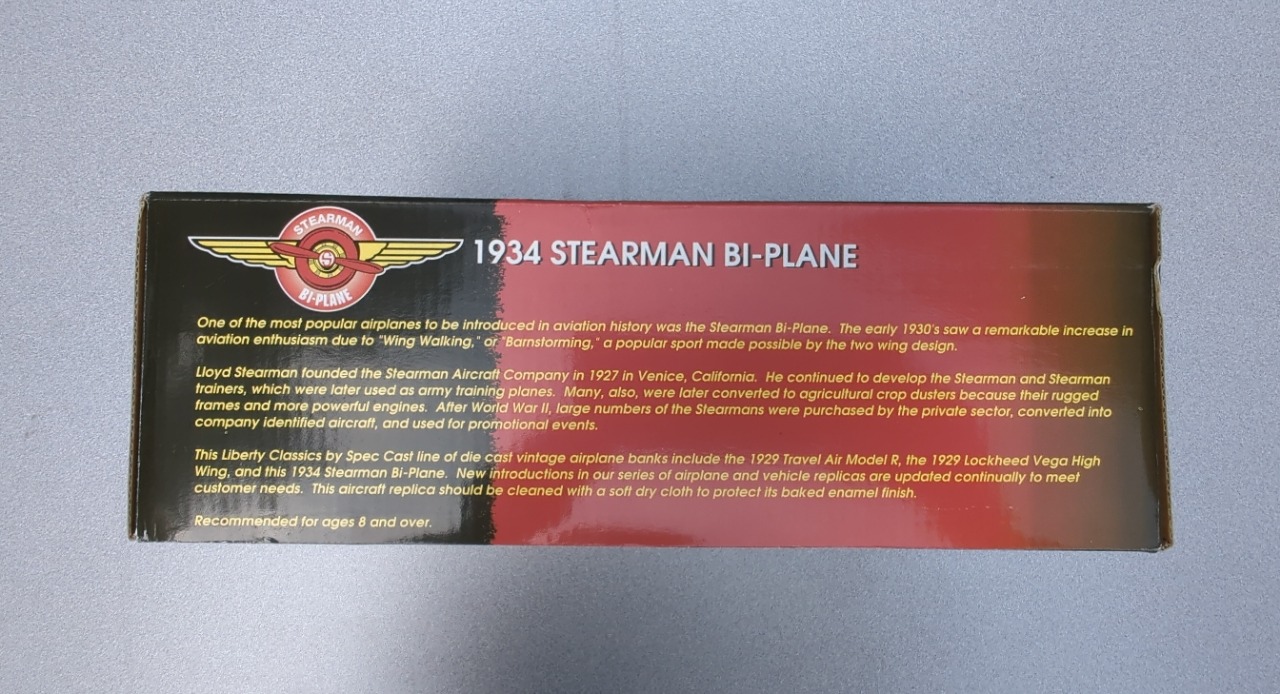 STEARMAN
S
BI-PLANE
1934 STEARMAN BI-PLANE
One of the most popular airplanes to be introduced in aviation history was the Stearman Bi-Plane. The early 1930's saw a remarkable increase in
aviation enthusiasm due to "Wing Walking," or "Barnstorming," a popular sport made possible by the two wing design.
Lloyd Stearman founded the Stearman Aircraft Company in 1927 in Venice, California. He continued to develop the Stearman and Stearman
trainers, which were later used as army training planes. Many, also, were later converted to agricultural crop dusters because their rugged
frames and more powerful engines. After World War II, large numbers of the Stearmans were purchased by the private sector, converted into
company identified aircraft, and used for promotional events.
This Liberty Classics by Spec Cast line of die cast vintage airplane banks include the 1929 Travel Air Model R, the 1929 Lockheed Vega High
Wing, and this 1934 Stearman Bi-Plane. New introductions in our series of airplane and vehicle replicas are updated continually to meet
customer needs. This aircraft replica should be cleaned with a soft dry cloth to protect its baked enamel finish.
Recommended for ages 8 and over.